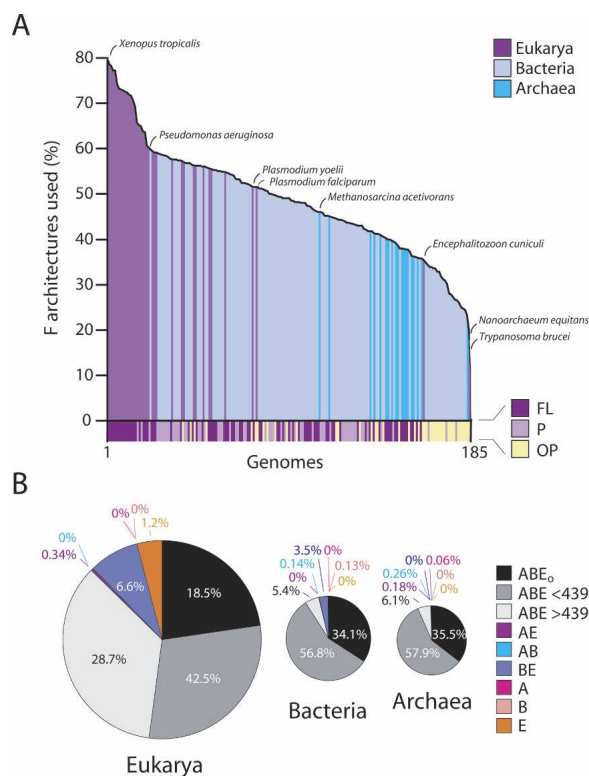 A
Xenopus tropicalis
Eukarya
Bacteria
Archaea
Pseudomonas aeruginosa
Plasmodium yoelii
Plasmodium falciparum
Methanosarcina acetivorans
Encephalitozoon cuniculi
Nanoarchaeum equitans
Trypanosoma brucei
F architectures used (%)
80
70
60
50
40
30
20
10
0
1
Genomes
185
FL
P
OP
B
0%
0%
0%
1.2%
0.34%
6.6%
18.5%
28.7%
42.5%
Eukarya
3.5%
0%
0.14%
0.13%
0%
0%
5.4%
34.1%
56.8%
Bacteria
0%
0.06%
0.26%
0%
0.18%
0%
6.1%
35.5%
57.9%
Archaea
ABEo
ABE <439
ABE >439
AE
AB
BE
A
B
E